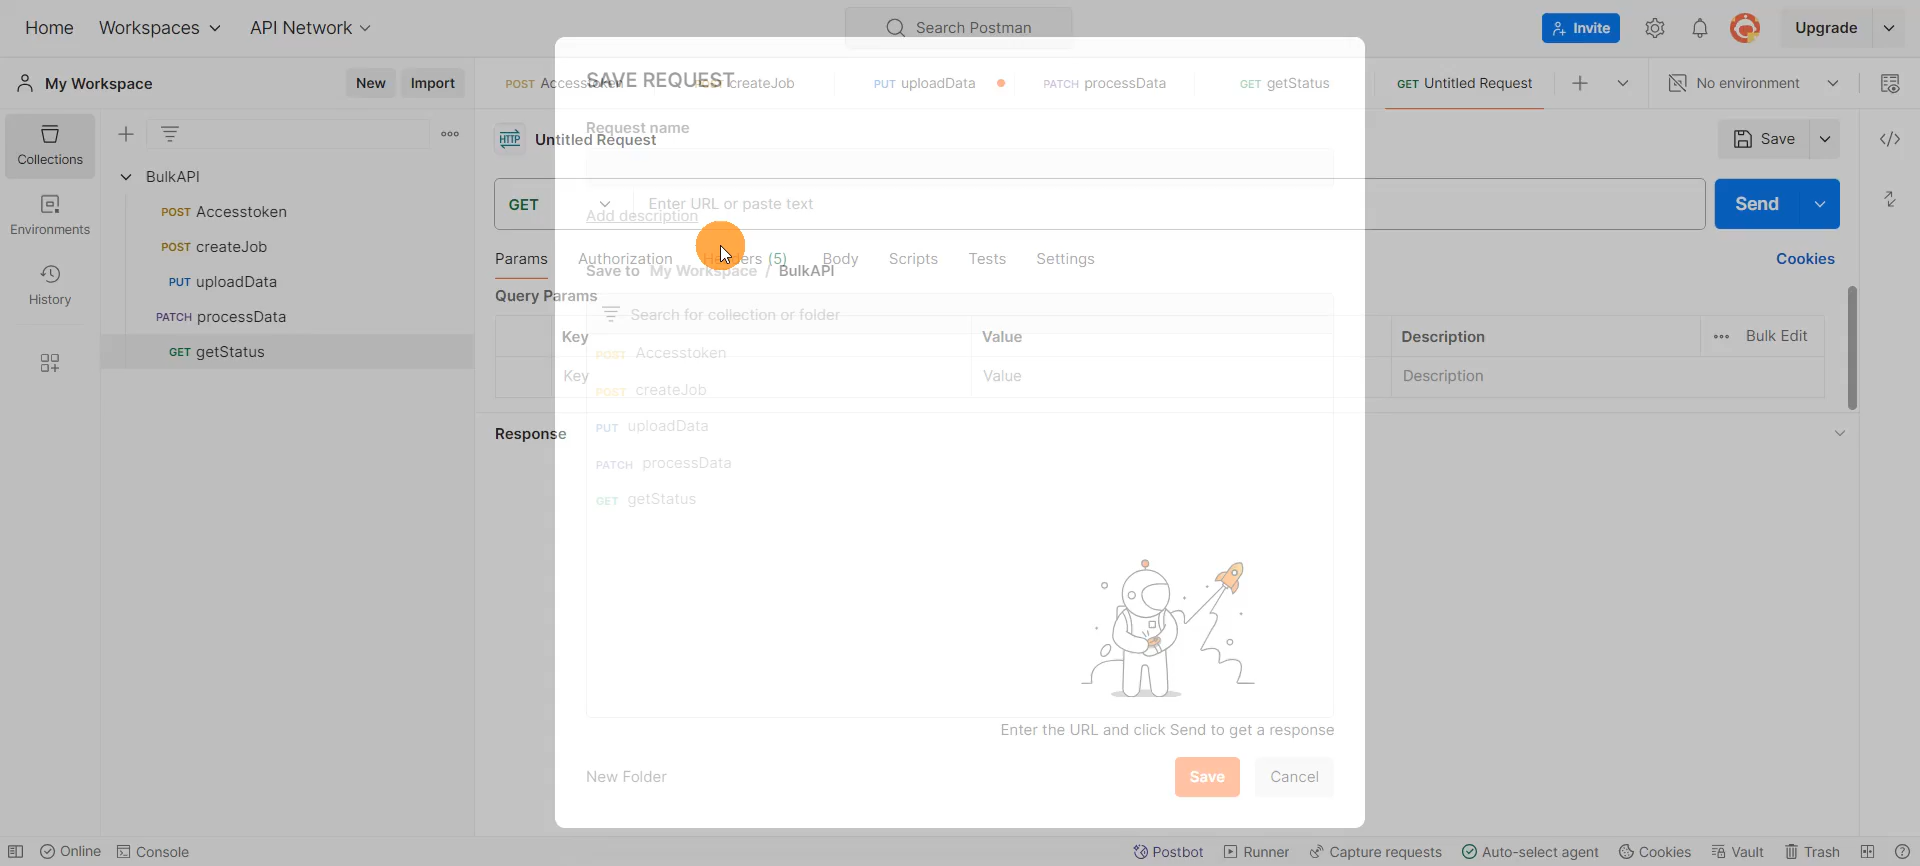 Home Workspaces API Network Search Postman Invite Upgrade
My Workspace New Import POST Accesstoken POST createJob PUT uploadData PATCH processData GET getStatus GET Untitled Request No environment
SAVE REQUEST
Request name
Collections
HTTP Untitled Request Save
BulkAPI
POST Accesstoken
GET Enter URL or paste text Send
Add description
Environments
POST createJob
Params Authorization Headers (5) Body Scripts Tests Settings Cookies
Save to My Workspace / BulkAPI
PUT uploadData
History
Query Params
PATCH processData
Search for collection or folder
Key Value Description Bulk Edit
GET getStatus
POST Accesstoken
Key Value Description
POST createJob
PUT uploadData
Response
PATCH processData
GET getStatus
Enter the URL and click Send to get a response
New Folder Save Cancel
Online Console Postbot Runner Capture requests Auto-select agent Cookies Vault Trash